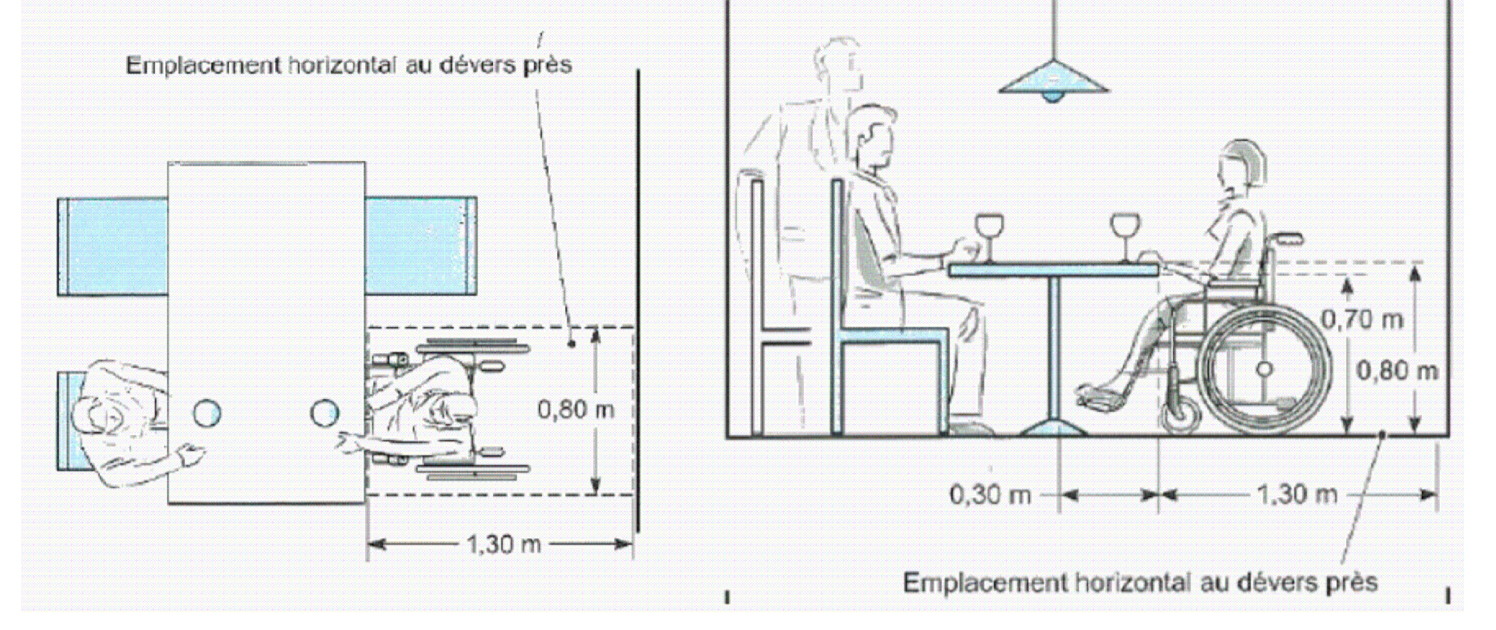 Emplacement horizontal au dévers près
0,80 m
1,30 m
0,70 m
0,80 m
0,30 m
1,30 m
Emplacement horizontal au dévers près